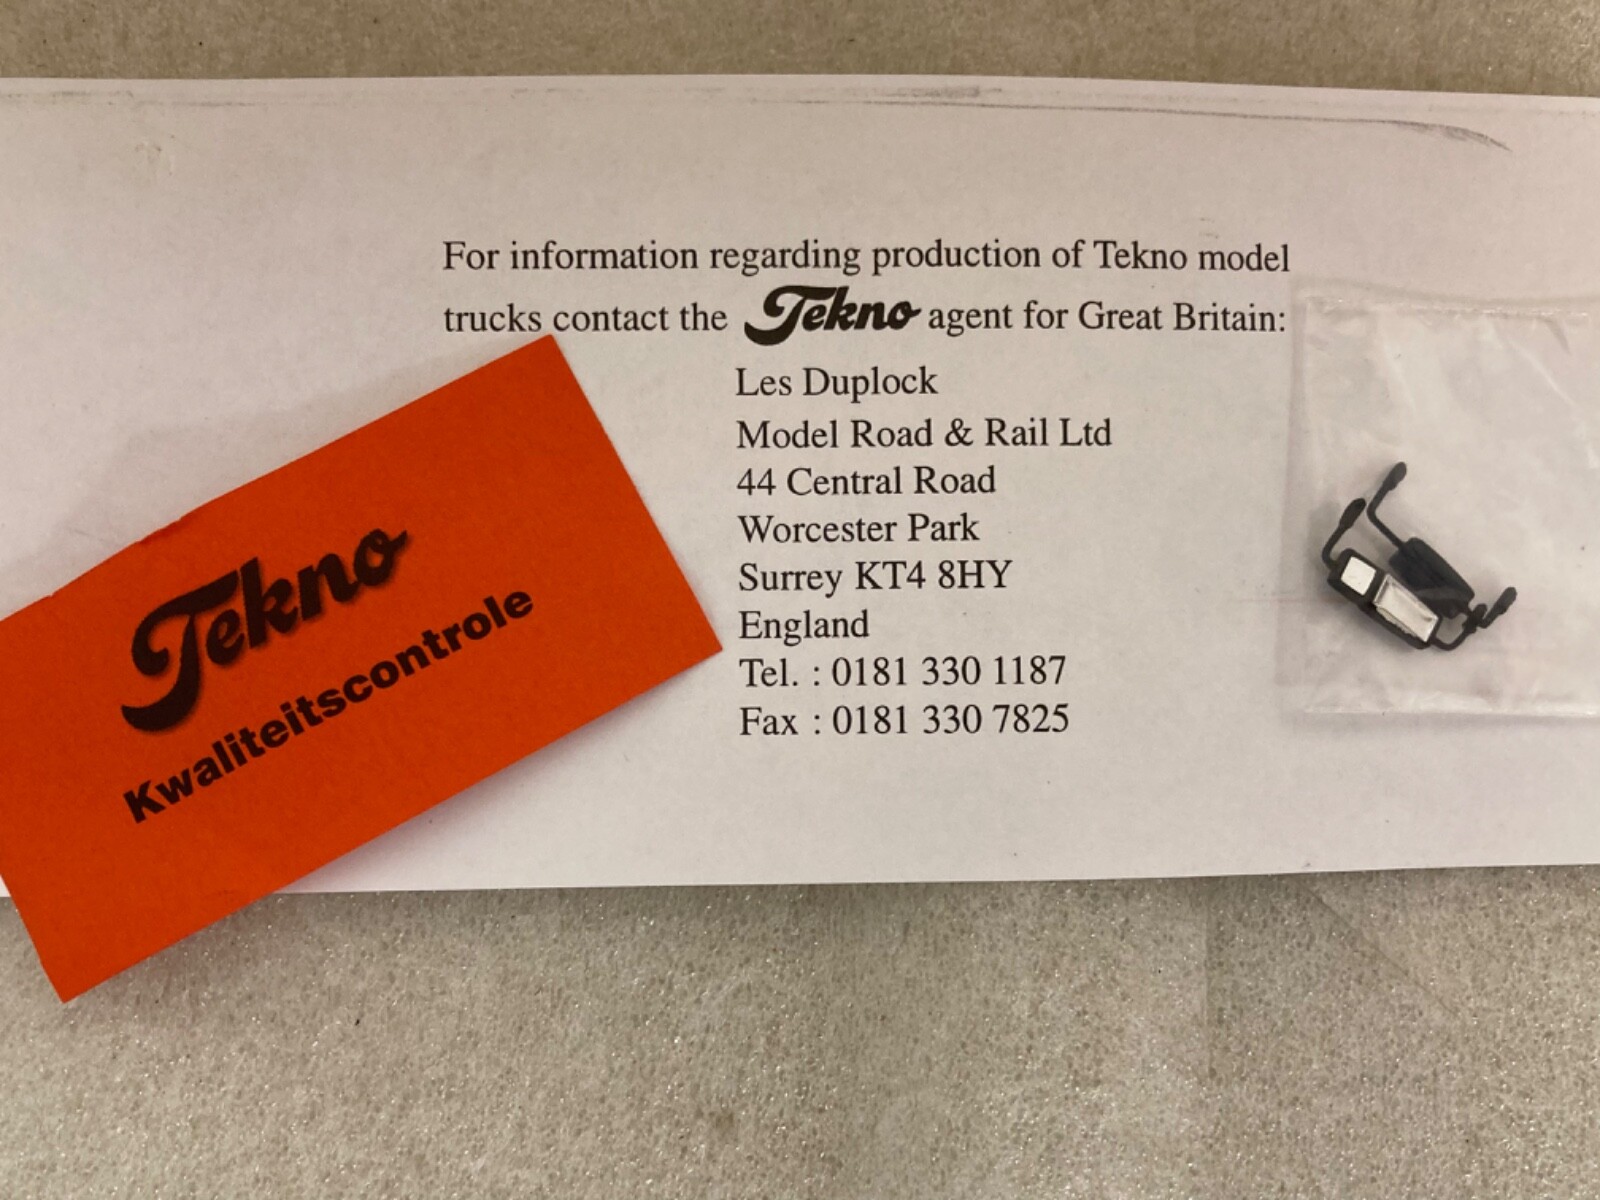 For information regarding production of Tekno model
trucks contact the Tekno agent for Great Britain:
Les Duplock
Model Road & Rail Ltd
44 Central Road
Worcester Park
Surrey KT4 8HY
England
Tel. : 0181 330 1187
Fax : 0181 330 7825
Tekno
Kwaliteitscontrole